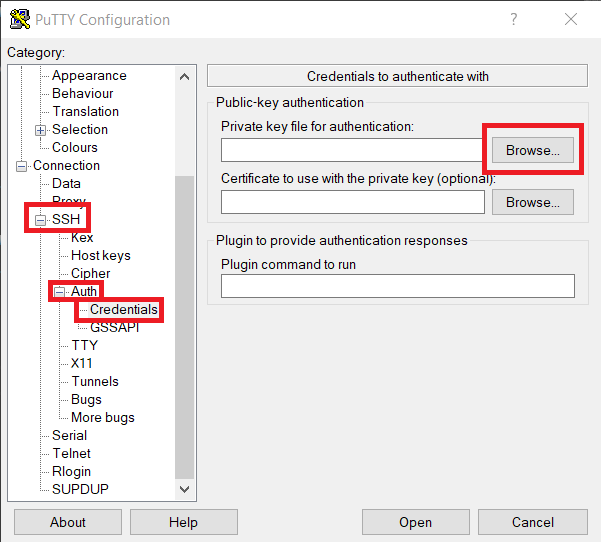 PuTTY Configuration
Category:
Appearance
Behaviour
Translation
Selection
Colours
Connection
Data
Proxy
SSH
Kex
Host keys
Cipher
Auth
Credentials
GSSAPI
TTY
X11
Tunnels
Bugs
More bugs
Serial
Telnet
Rlogin
SUPDUP
Credentials to authenticate with
Public-key authentication
Private key file for authentication:
Browse...
Certificate to use with the private key (optional):
Browse...
Plugin to provide authentication responses
Plugin command to run
About
Help
Open
Cancel